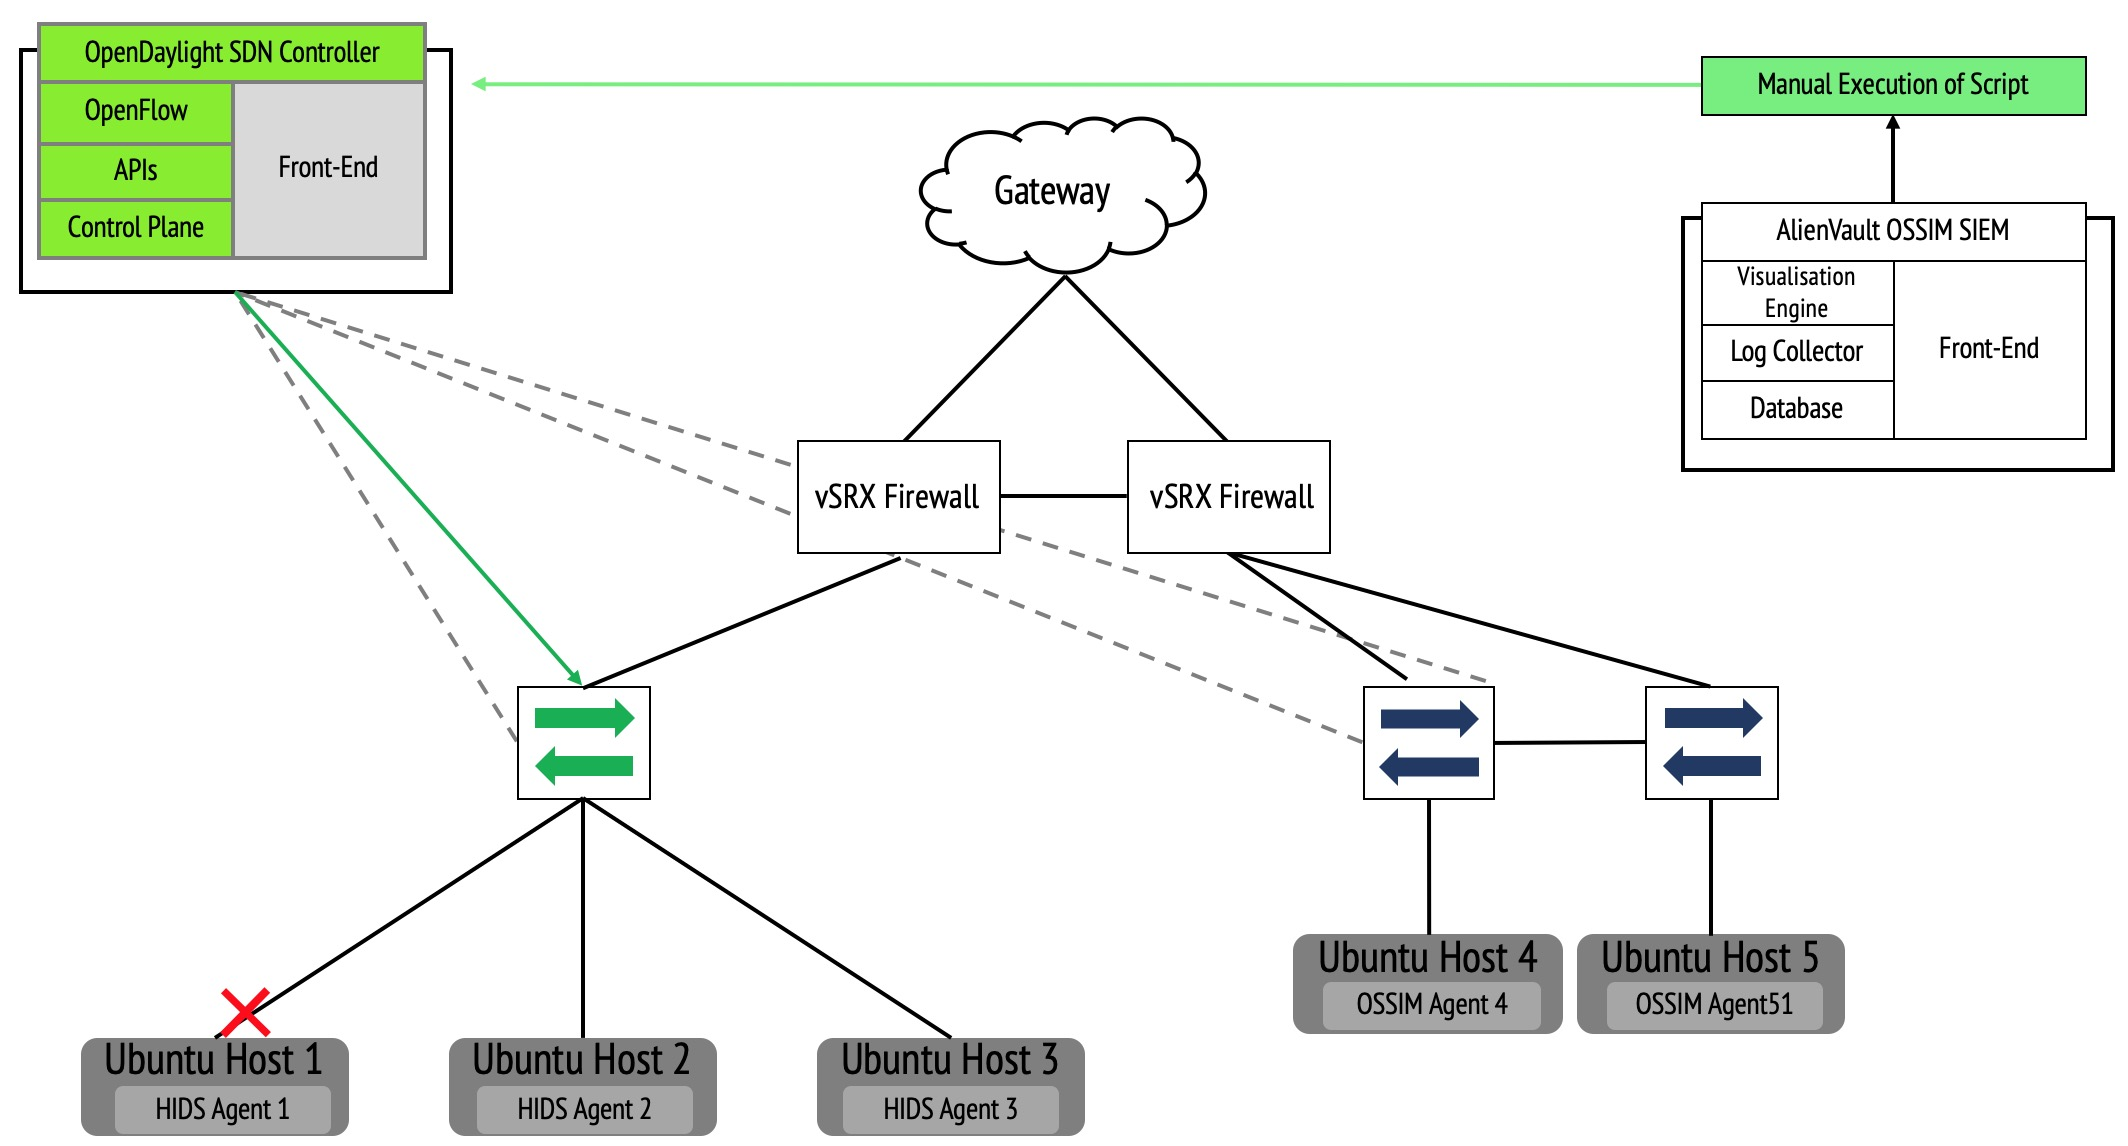 OpenDaylight SDN Controller
OpenFlow
APIs
Control Plane
Front-End
Manual Execution of Script
Gateway
AlienVault OSSIM SIEM
Visualisation
Engine
Log Collector
Database
Front-End
vSRX Firewall
vSRX Firewall
Ubuntu Host 4
OSSIM Agent 4
Ubuntu Host 5
OSSIM Agent51
Ubuntu Host 1
HIDS Agent 1
Ubuntu Host 2
HIDS Agent 2
Ubuntu Host 3
HIDS Agent 3